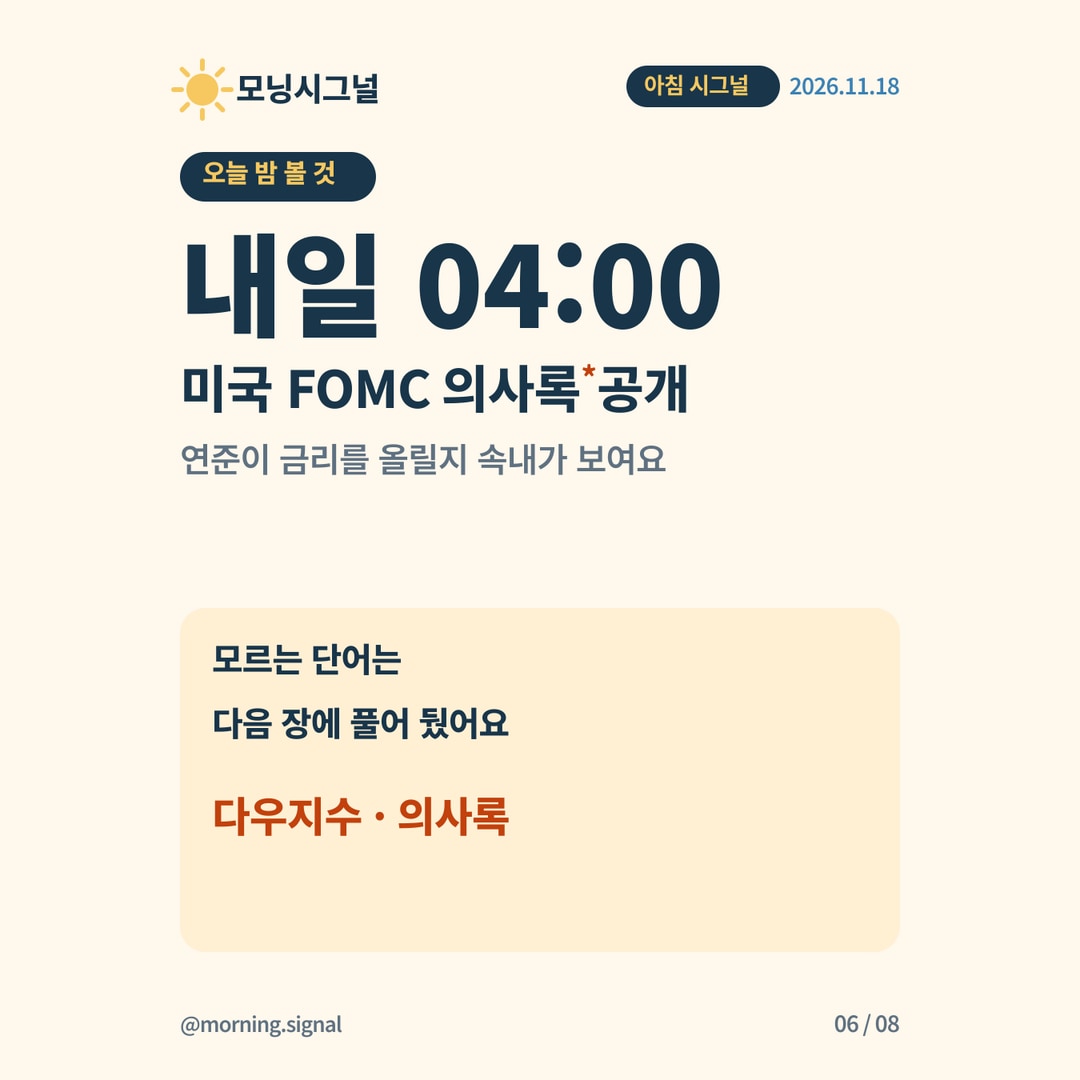 모닝시그널
아침 시그널 2026.11.18
오늘 밤 볼 것
내일 04:00
미국 FOMC 의사록*공개
연준이 금리를 올릴지 속내가 보여요
모르는 단어는
다음 장에 풀어 뒀어요
다우지수 · 의사록
@morning.signal
06 / 08